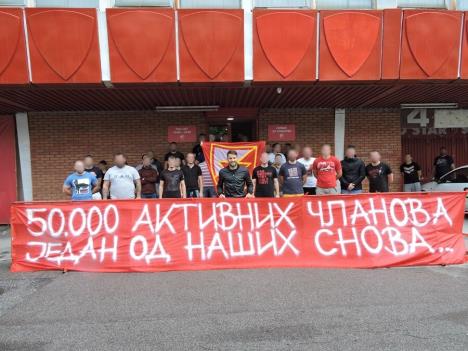 50.000 АКТИВНИХ ЧЛАНОВА
ЈЕДАН ОД НАШИХ СНОВА...